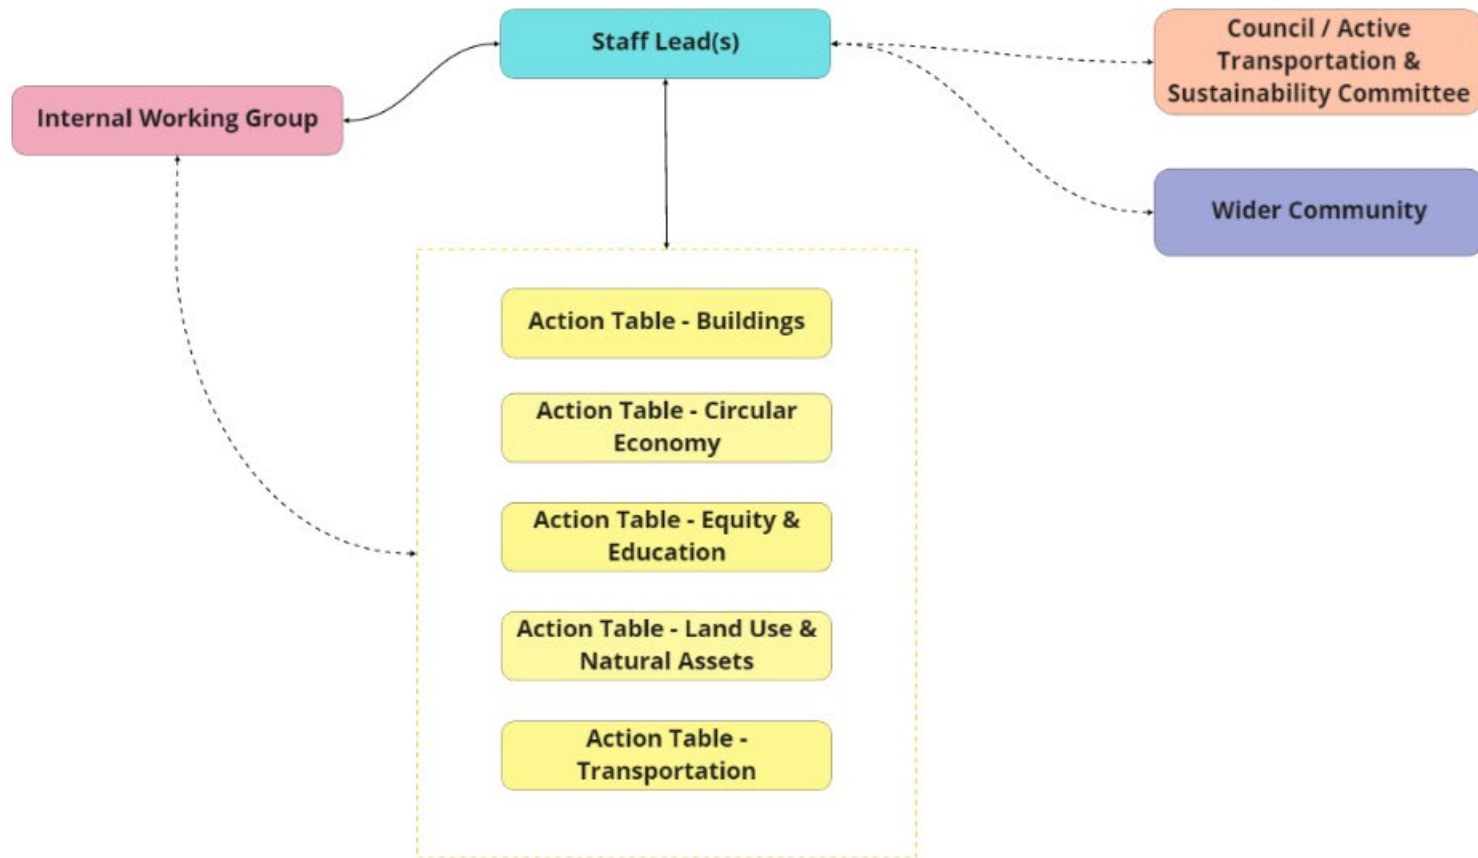 Staff Lead(s)
Council / Active
Transportation &
Sustainability Committee
Internal Working Group
Wider Community
Action Table - Buildings
Action Table - Circular
Economy
Action Table - Equity &
Education
Action Table - Land Use &
Natural Assets
Action Table -
Transportation